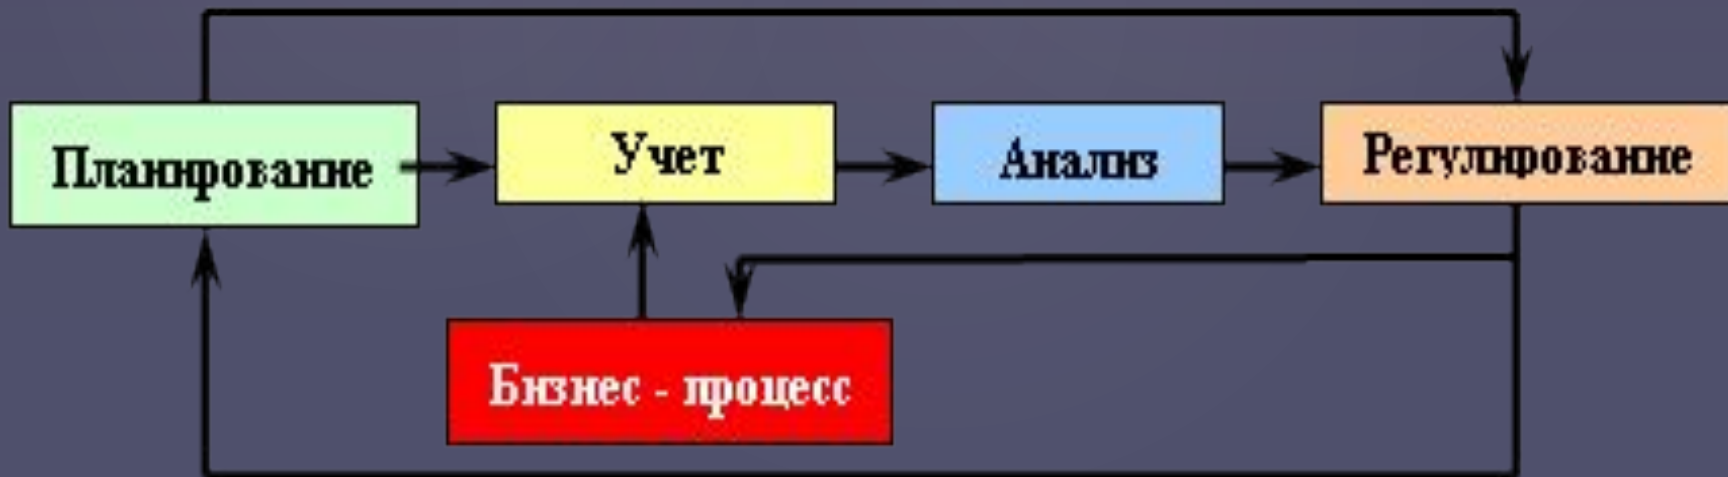 Планирование
Учет
Анализ
Регулирование
Бизнес - процесс